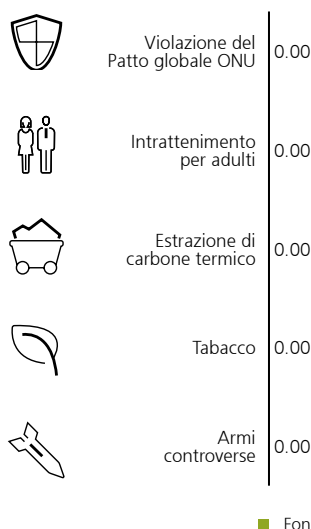 Violazione del
Patto globale ONU
0.00
Intrattenimento
per adulti
0.00
Estrazione di
carbone termico
0.00
Tabacco
0.00
Armi
controverse
0.00
Fon